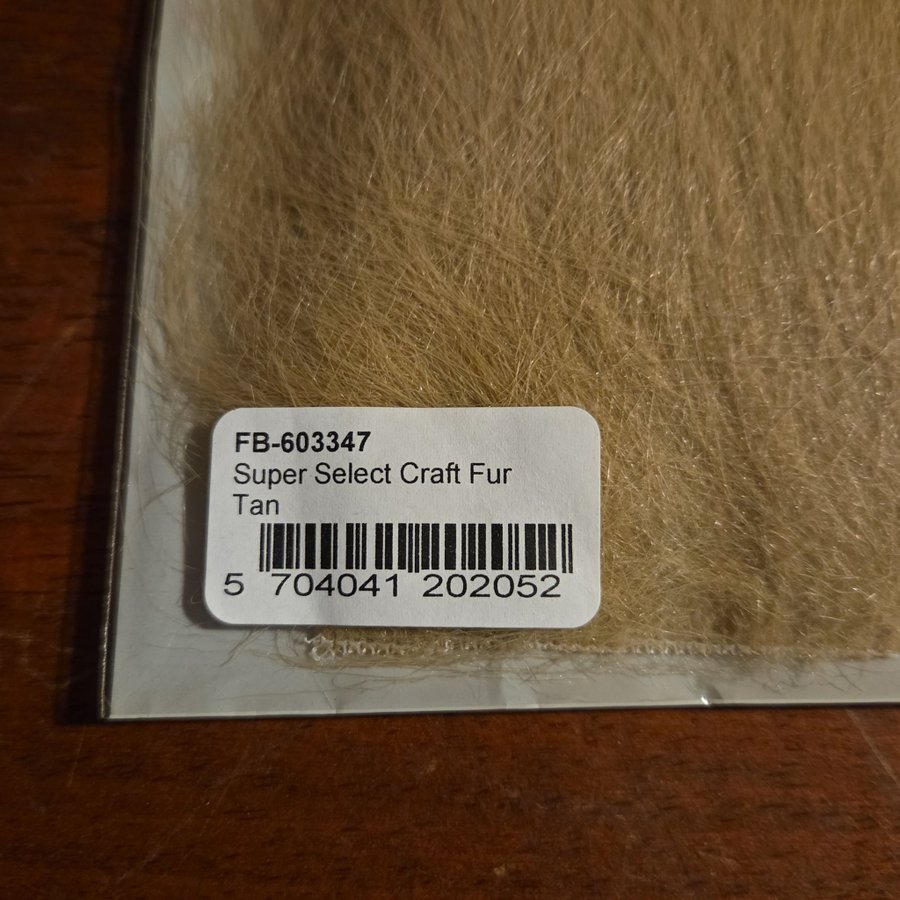 FB-603347
Super Select Craft Fur
Tan
5 704041 202052